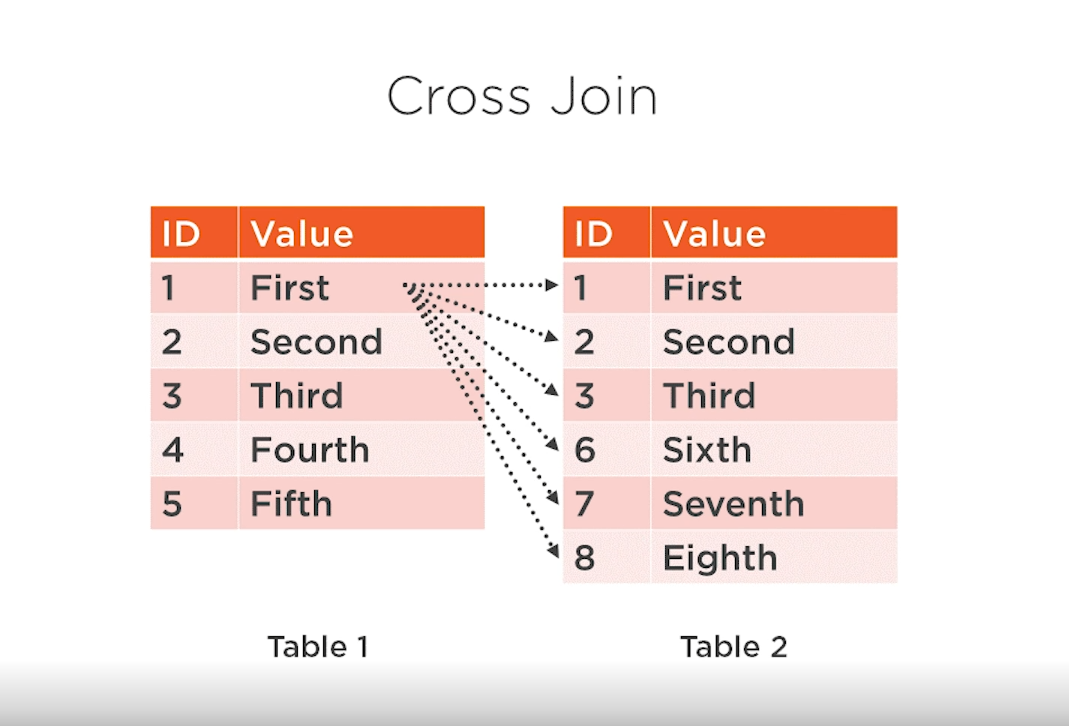 Cross Join
ID Value
1 First
2 Second
3 Third
4 Fourth
5 Fifth
Table 1
ID Value
1 First
2 Second
3 Third
6 Sixth
7 Seventh
8 Eighth
Table 2